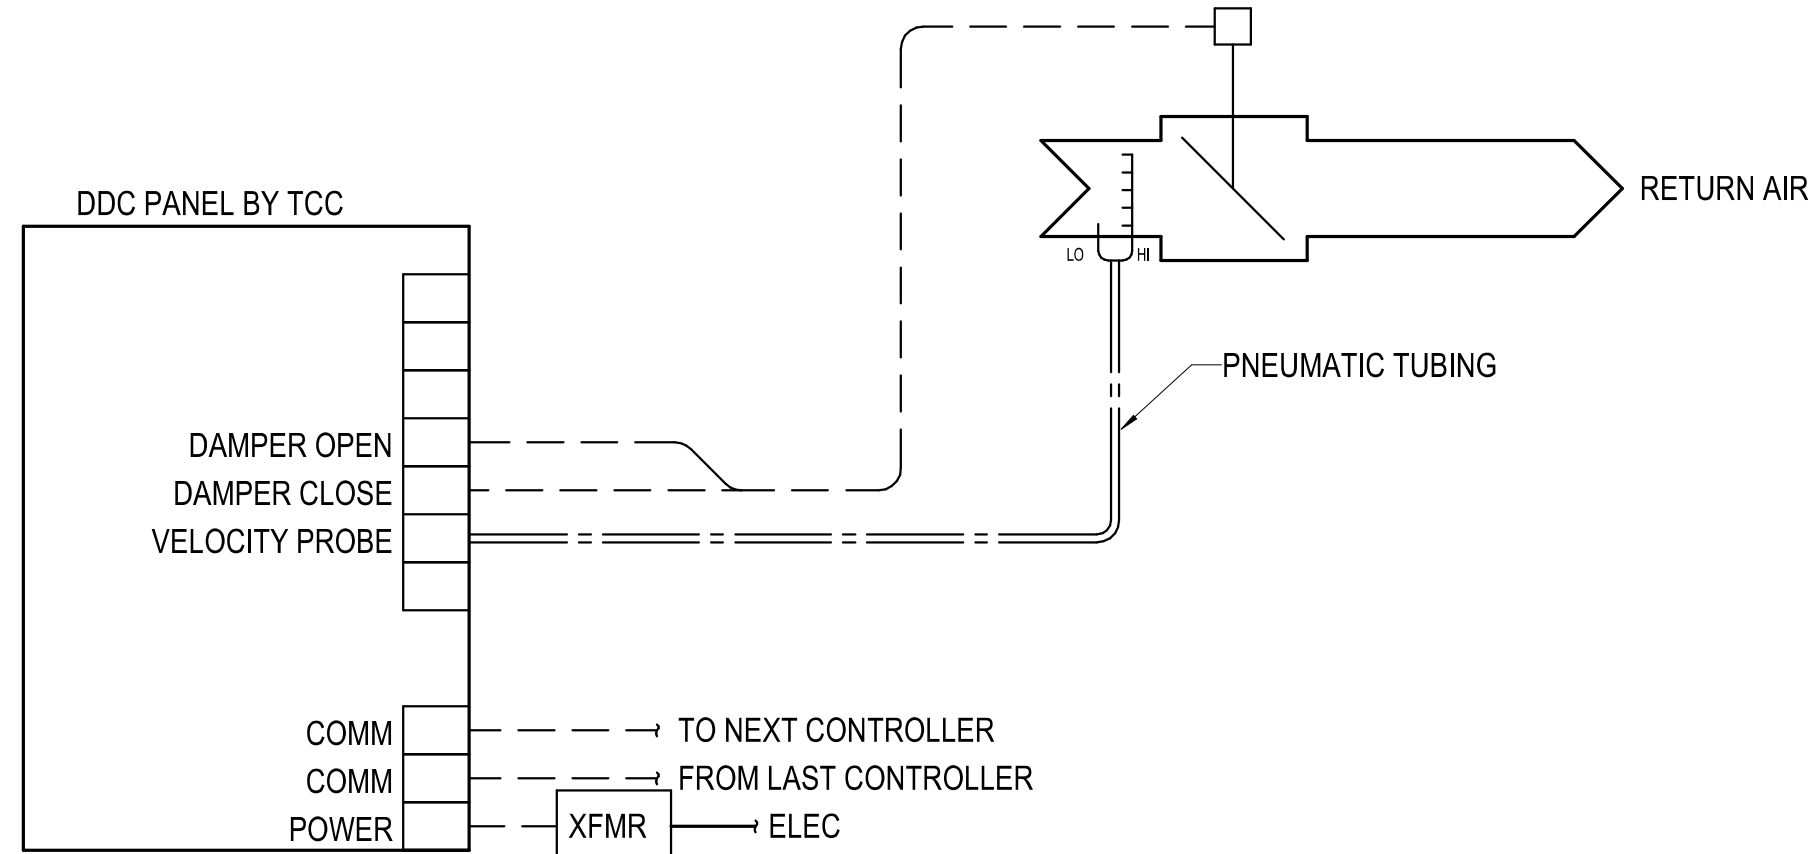 RETURN AIR
DDC PANEL BY TCC
LO
HI
PNEUMATIC TUBING
DAMPER OPEN
DAMPER CLOSE
VELOCITY PROBE
COMM
TO NEXT CONTROLLER
COMM
FROM LAST CONTROLLER
POWER
XFMR
ELEC